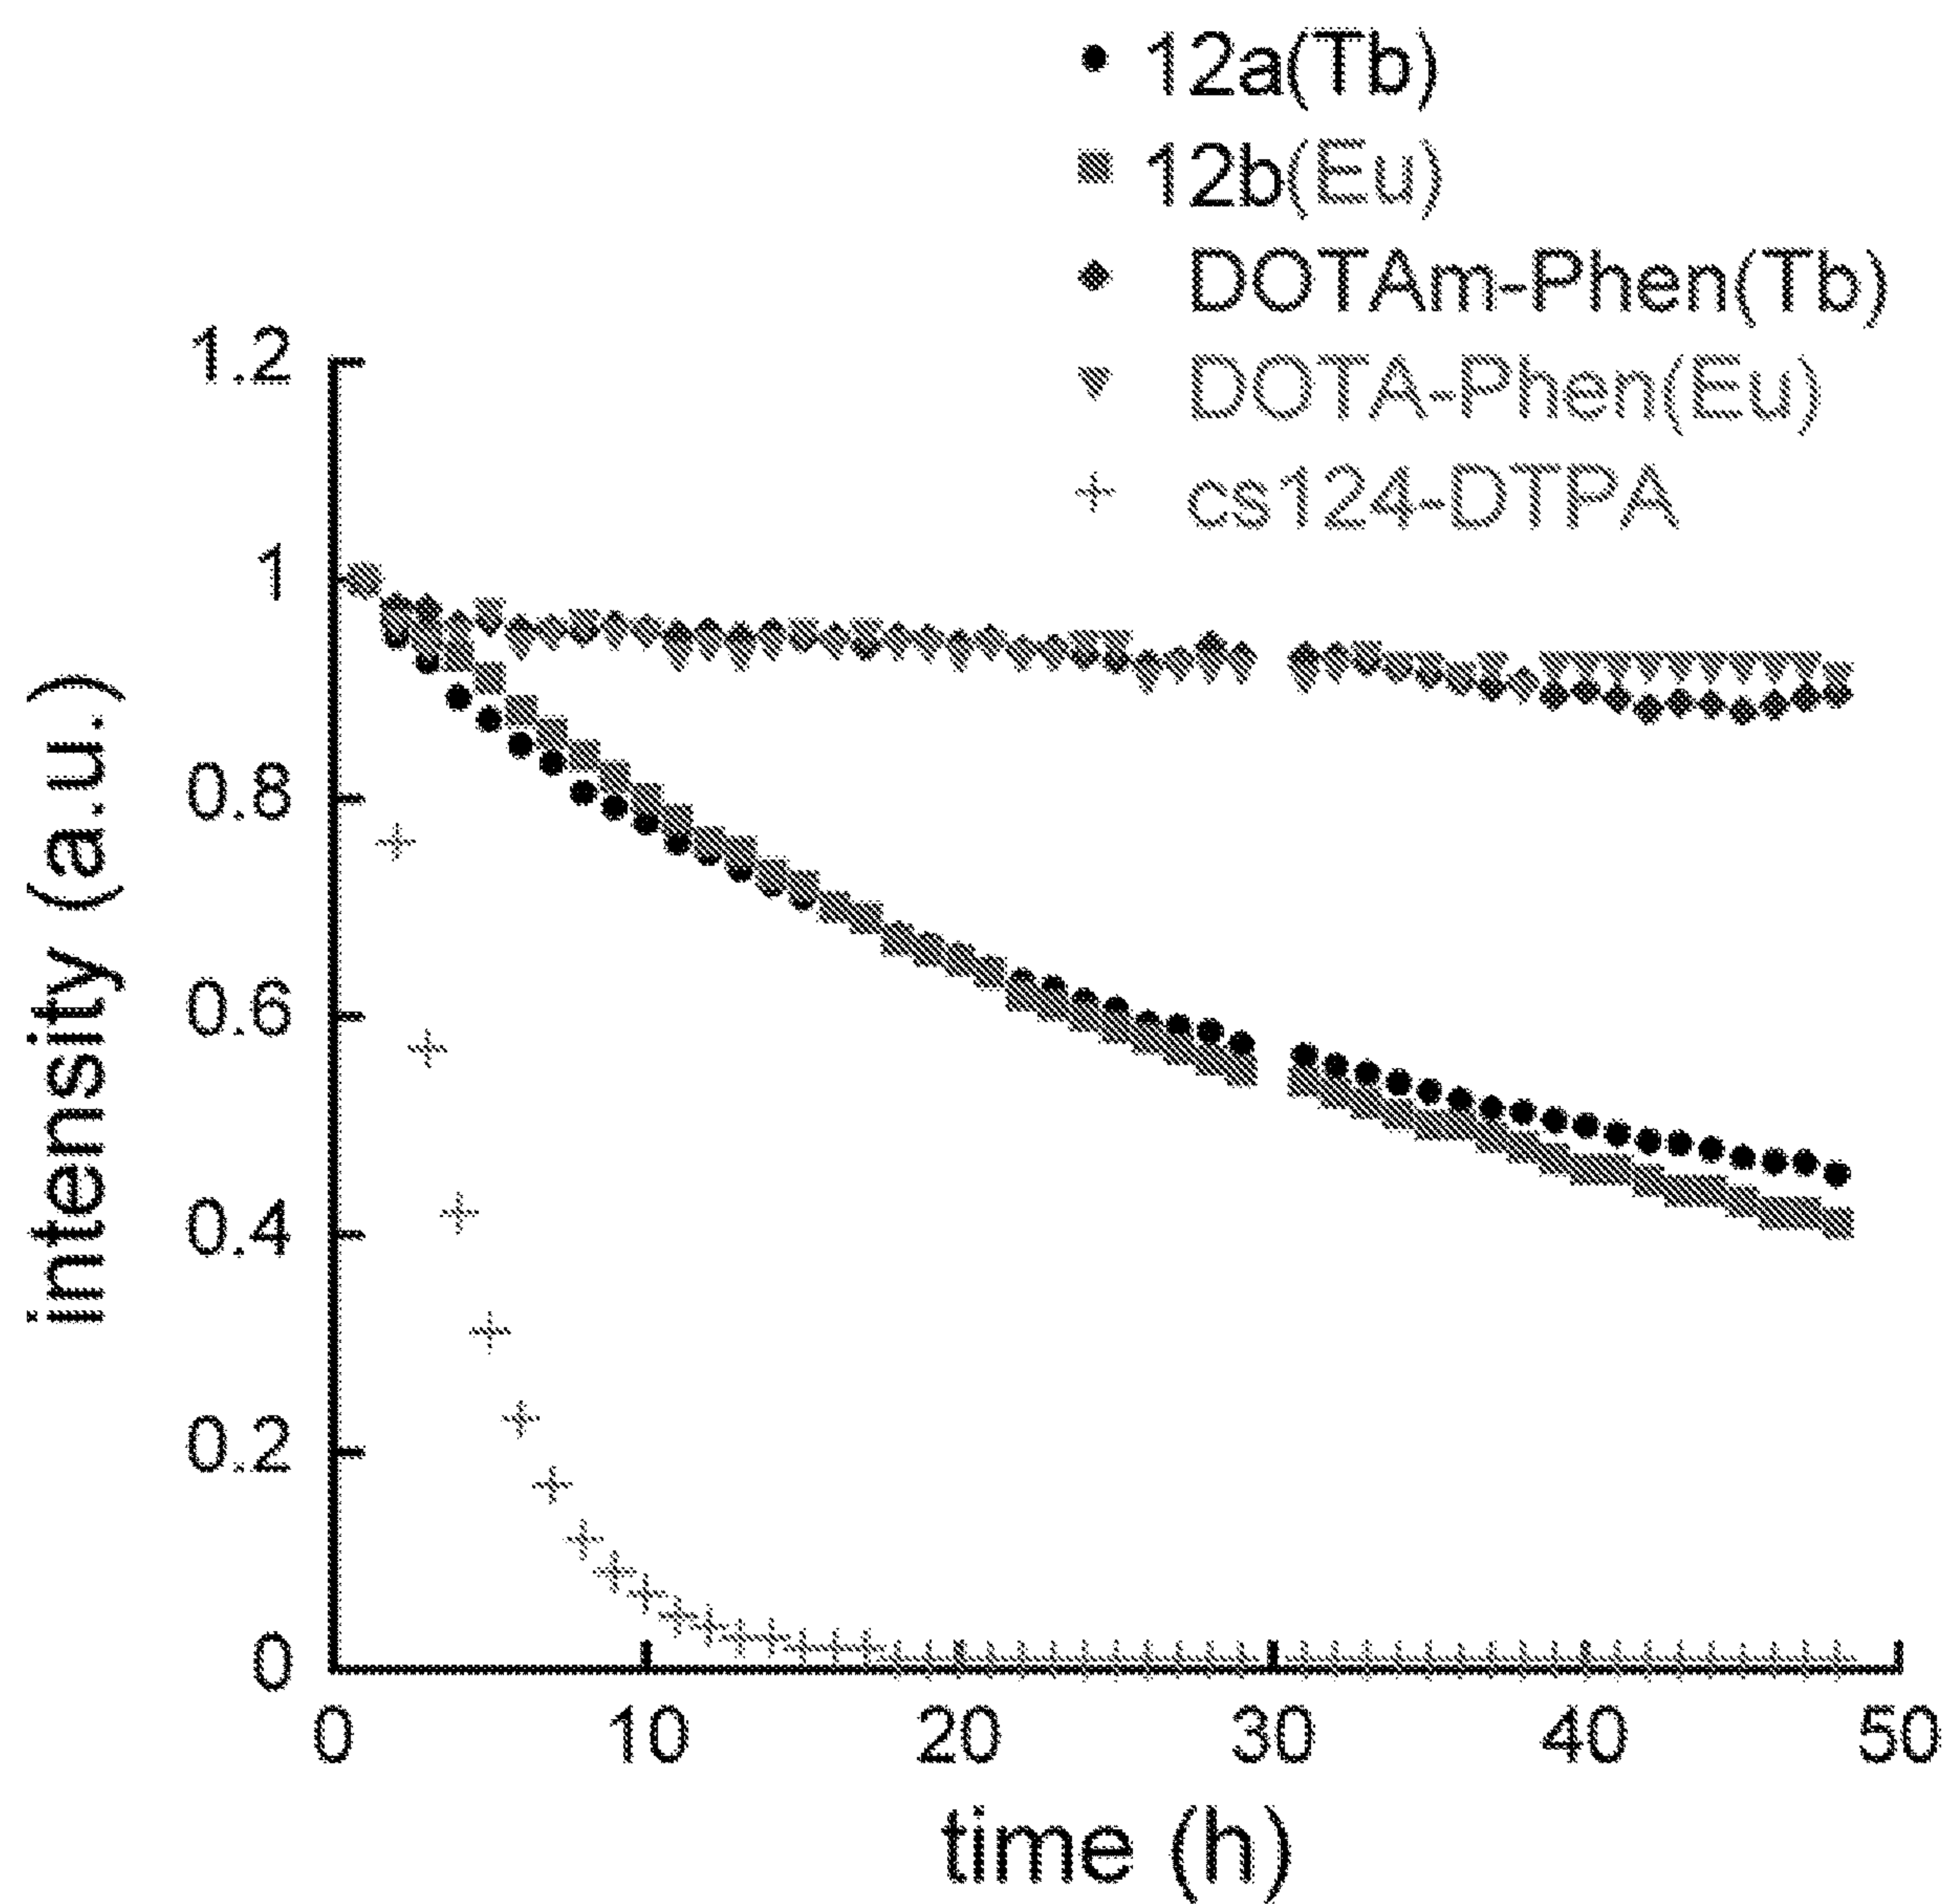 12a(Tb)
12b(Eu)
DOTAm-Phen(Tb)
DOTA-Phen(Eu)
cs124-DTPA
1.2
1
0.8
0.6
0.4
0.2
0
intensity (a.u.)
0 10 20 30 40 50
time (h)